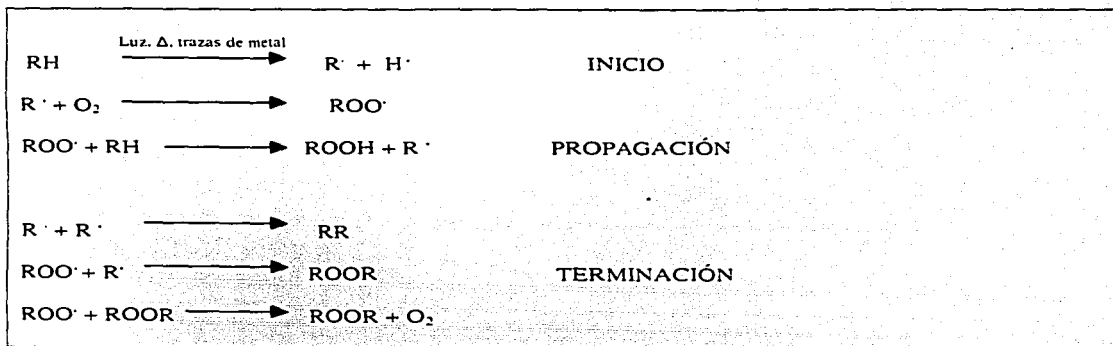 Luz, Δ, trazas de metal
RH → R· + H· INICIO
R· + O₂ → ROO·
ROO· + RH → ROOH + R· PROPAGACIÓN
R· + R· → RR
ROO· + R· → ROOR TERMINACIÓN
ROO· + ROOR → ROOR + O₂